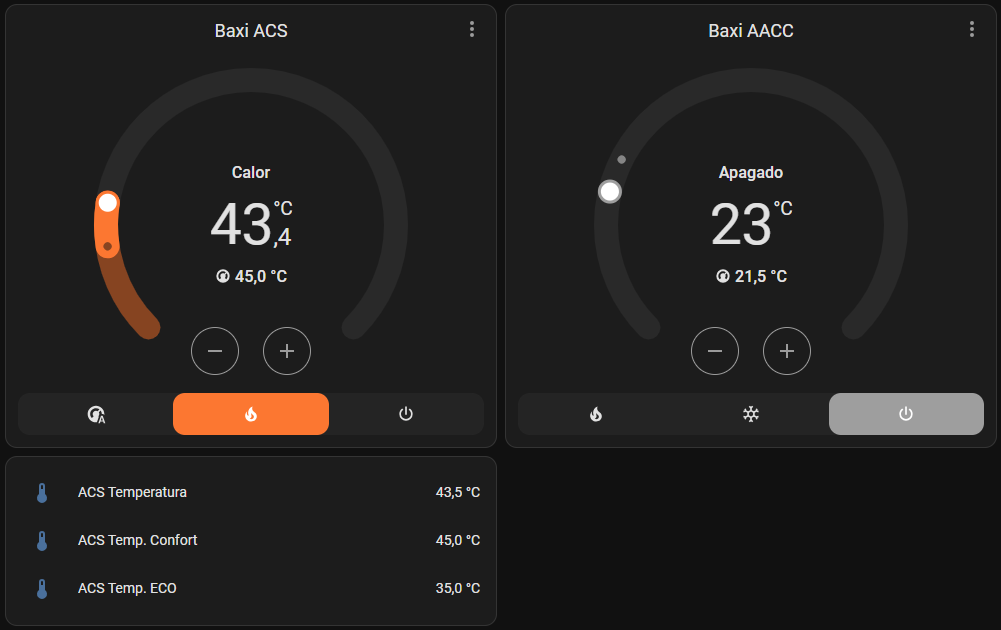 Baxi ACS
Calor
43,4 °C
45,0 °C
Baxi AACC
Apagado
23 °C
21,5 °C
ACS Temperatura 43,5 °C
ACS Temp. Confort 45,0 °C
ACS Temp. ECO 35,0 °C